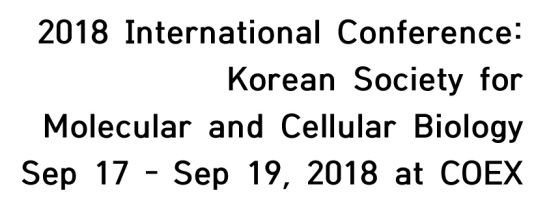 2018 International Conference:
Korean Society for
Molecular and Cellular Biology
Sep 17 - Sep 19, 2018 at COEX